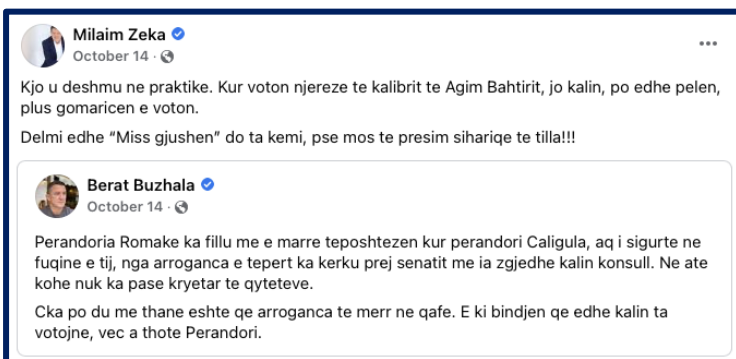 Milaim Zeka
October 14
Kjo u deshmu ne praktike. Kur voton njereze te kalibrit te Agim Bahtirit, jo kalin, po edhe pelen,
plus gomaricen e voton.
Delmi edhe “Miss gjushen” do ta kemi, pse mos te presim sihariqe te tilla!!!
Berat Buzhala
October 14
Perandoria Romake ka fillu me e marre teposhtezen kur perandori Caligula, aq i sigurte ne
fuqine e tij, nga arroganca e tepert ka kerku prej senatit me ia zgjedhe kalin konsull. Ne ate
kohe nuk ka pase kryetar te qyteteve.
Cka po du me thane eshte qe arroganca te merr ne qafe. E ki bindjen qe edhe kalin ta
votojne, vec a thote Perandori.